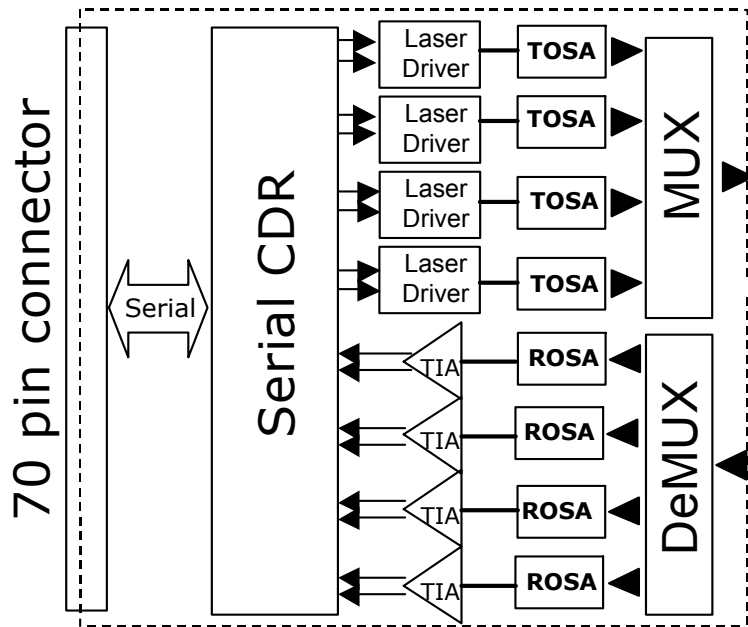 70 pin connector
Serial
Serial CDR
Laser
Driver
TOSA
Laser
Driver
TOSA
Laser
Driver
TOSA
Laser
Driver
TOSA
MUX
TIA
ROSA
TIA
ROSA
TIA
ROSA
TIA
ROSA
DeMUX